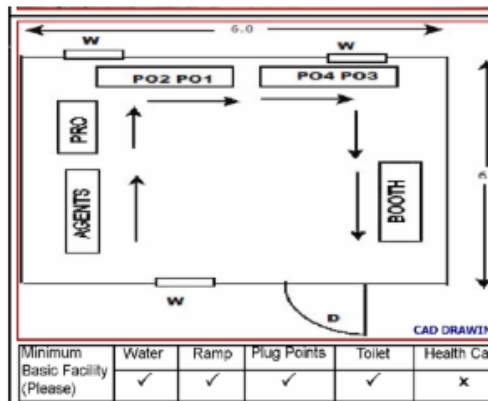 6.0
W
W
PO2 PO1
PO4 PO3
PRO
AGENTS
BOOTH
W
D
CAD DRAWIN
Minimum Basic Facility (Please)
Water
Ramp
Plug Points
Toilet
Health Ca
✓
✓
✓
✓
x